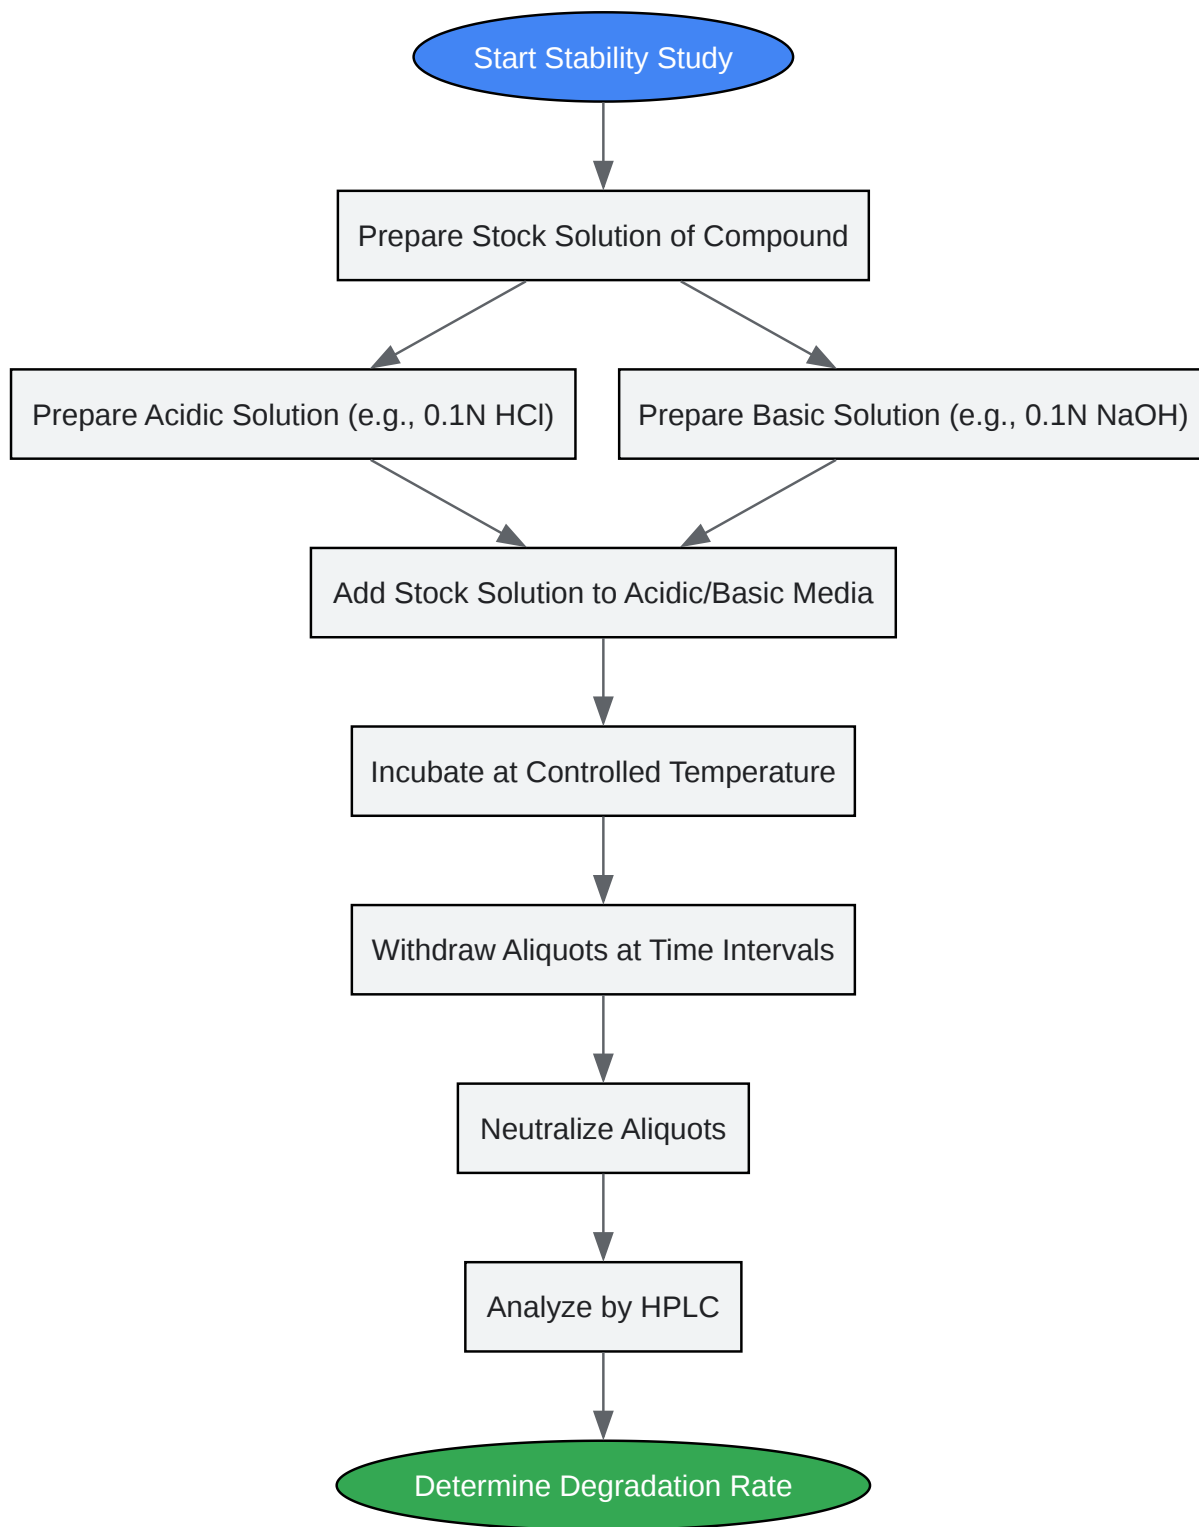 Start Stability Study
Prepare Stock Solution of Compound
Prepare Acidic Solution (e.g., 0.1N HCl)
Prepare Basic Solution (e.g., 0.1N NaOH)
Add Stock Solution to Acidic/Basic Media
Incubate at Controlled Temperature
Withdraw Aliquots at Time Intervals
Neutralize Aliquots
Analyze by HPLC
Determine Degradation Rate